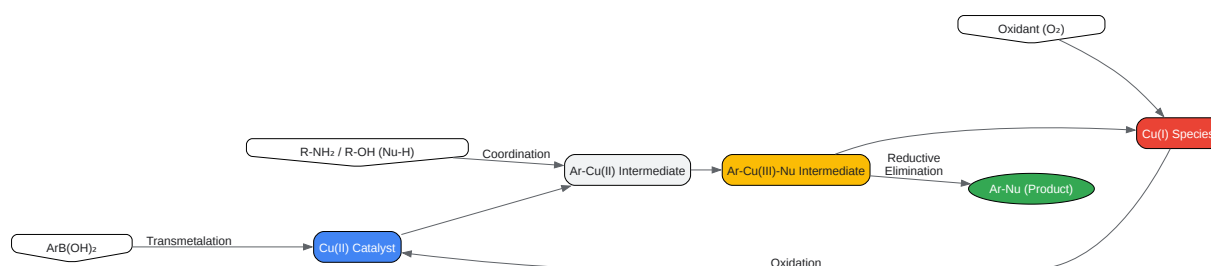 Oxidant (O₂)
Cu(I) Species
R-NH₂ / R-OH (Nu-H)
Coordination
Ar-Cu(II) Intermediate
Ar-Cu(III)-Nu Intermediate
Reductive
Elimination
Ar-Nu (Product)
ArB(OH)₂
Transmetalation
Cu(II) Catalyst
Oxidation